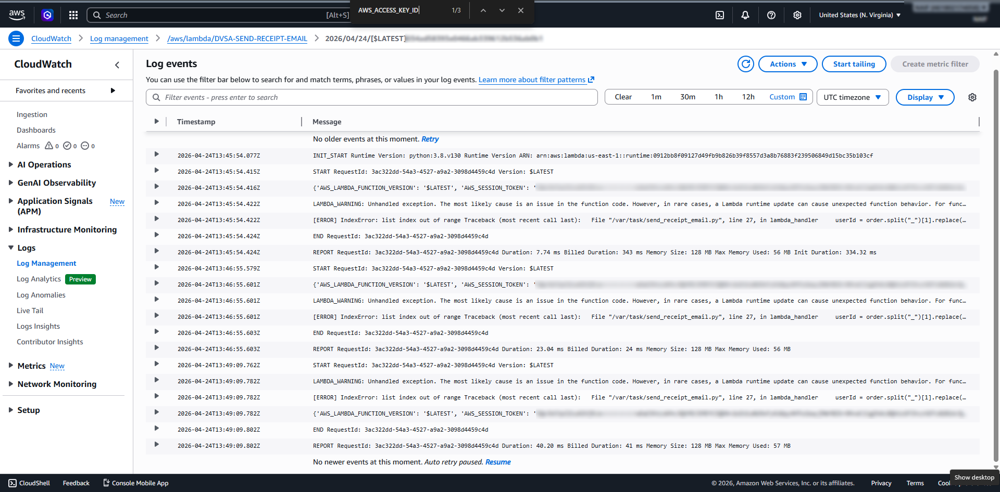 aws
Search [Alt+S]
AWS_ACCESS_KEY_ID 1/3
United States (N. Virginia)
CloudWatch
Log management
/aws/lambda/DVSA-SEND-RECEIPT-EMAIL
2026/04/24/[$LATEST]
CloudWatch
Favorites and recents
Ingestion
Dashboards
Alarms 0 0 0
AI Operations
GenAI Observability
Application Signals (APM) New
Infrastructure Monitoring
Logs
Log Management
Log Analytics Preview
Log Anomalies
Live Tail
Logs Insights
Contributor Insights
Metrics New
Network Monitoring
Setup
Log events
Actions
Start tailing
Create metric filter
You can use the filter bar below to search for and match terms, phrases, or values in your log events. Learn more about filter patterns
Filter events - press enter to search
Clear 1m 30m 1h 12h Custom
UTC timezone
Display
Timestamp Message
No older events at this moment. Retry
2026-04-24T13:45:54.077Z INIT_START Runtime Version: python:3.8.v130 Runtime Version ARN: arn:aws:lambda:us-east-1::runtime:0912bb8f09127d49fb9b826b39f8557d3a8b76883f239506849d15bc35b103cf
2026-04-24T13:45:54.415Z START RequestId: 3ac322dd-54a3-4527-a9a2-3098d4459c4d Version: $LATEST
2026-04-24T13:45:54.416Z {'AWS_LAMBDA_FUNCTION_VERSION': '$LATEST', 'AWS_SESSION_TOKEN': '
2026-04-24T13:45:54.422Z LAMBDA_WARNING: Unhandled exception. The most likely cause is an issue in the function code. However, in rare cases, a Lambda runtime update can cause unexpected function behavior. For func…
2026-04-24T13:45:54.422Z [ERROR] IndexError: list index out of range Traceback (most recent call last): File "/var/task/send_receipt_email.py", line 27, in lambda_handler userId = order.split("_")[1].replace(…
2026-04-24T13:45:54.424Z END RequestId: 3ac322dd-54a3-4527-a9a2-3098d4459c4d
2026-04-24T13:45:54.424Z REPORT RequestId: 3ac322dd-54a3-4527-a9a2-3098d4459c4d Duration: 7.74 ms Billed Duration: 343 ms Memory Size: 128 MB Max Memory Used: 56 MB Init Duration: 334.32 ms
2026-04-24T13:46:55.579Z START RequestId: 3ac322dd-54a3-4527-a9a2-3098d4459c4d Version: $LATEST
2026-04-24T13:46:55.601Z {'AWS_LAMBDA_FUNCTION_VERSION': '$LATEST', 'AWS_SESSION_TOKEN': '
2026-04-24T13:46:55.601Z LAMBDA_WARNING: Unhandled exception. The most likely cause is an issue in the function code. However, in rare cases, a Lambda runtime update can cause unexpected function behavior. For func…
2026-04-24T13:46:55.601Z [ERROR] IndexError: list index out of range Traceback (most recent call last): File "/var/task/send_receipt_email.py", line 27, in lambda_handler userId = order.split("_")[1].replace(…
2026-04-24T13:46:55.603Z END RequestId: 3ac322dd-54a3-4527-a9a2-3098d4459c4d
2026-04-24T13:46:55.603Z REPORT RequestId: 3ac322dd-54a3-4527-a9a2-3098d4459c4d Duration: 23.04 ms Billed Duration: 24 ms Memory Size: 128 MB Max Memory Used: 56 MB
2026-04-24T13:49:09.762Z START RequestId: 3ac322dd-54a3-4527-a9a2-3098d4459c4d Version: $LATEST
2026-04-24T13:49:09.782Z LAMBDA_WARNING: Unhandled exception. The most likely cause is an issue in the function code. However, in rare cases, a Lambda runtime update can cause unexpected function behavior. For func…
2026-04-24T13:49:09.782Z [ERROR] IndexError: list index out of range Traceback (most recent call last): File "/var/task/send_receipt_email.py", line 27, in lambda_handler userId = order.split("_")[1].replace(…
2026-04-24T13:49:09.782Z {'AWS_LAMBDA_FUNCTION_VERSION': '$LATEST', 'AWS_SESSION_TOKEN': '
2026-04-24T13:49:09.802Z END RequestId: 3ac322dd-54a3-4527-a9a2-3098d4459c4d
2026-04-24T13:49:09.802Z REPORT RequestId: 3ac322dd-54a3-4527-a9a2-3098d4459c4d Duration: 40.20 ms Billed Duration: 41 ms Memory Size: 128 MB Max Memory Used: 57 MB
No newer events at this moment. Auto retry paused. Resume
CloudShell Feedback Console Mobile App
© 2026, Amazon Web Services, Inc. or its affiliates. Privacy Terms
Show desktop